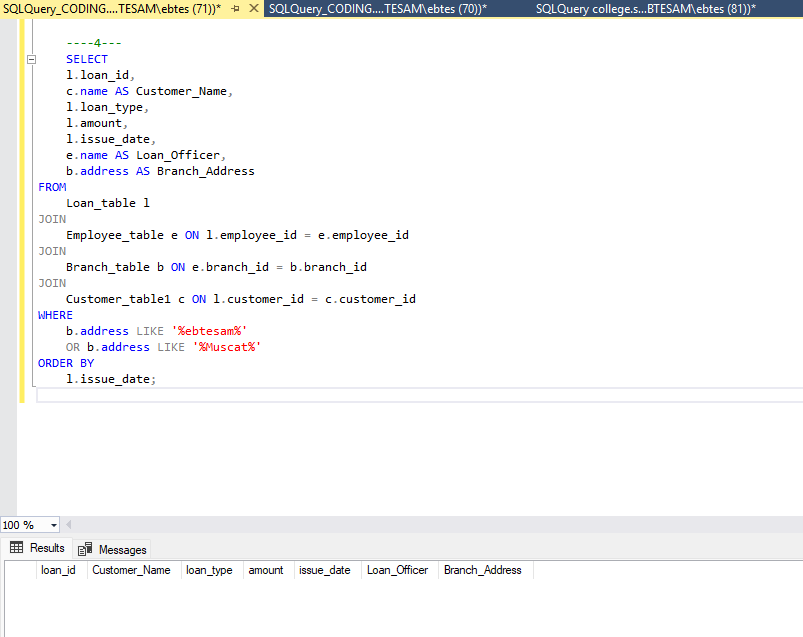 SQLQuery_CODING....TESAM\ebtes (71))*
SQLQuery_CODING....TESAM\ebtes (70))*
SQLQuery college.s...BTESAM\ebtes (81))*
----4---
SELECT
l.loan_id,
c.name AS Customer_Name,
l.loan_type,
l.amount,
l.issue_date,
e.name AS Loan_Officer,
b.address AS Branch_Address
FROM
Loan_table l
JOIN
Employee_table e ON l.employee_id = e.employee_id
JOIN
Branch_table b ON e.branch_id = b.branch_id
JOIN
Customer_table1 c ON l.customer_id = c.customer_id
WHERE
b.address LIKE '%ebtesam%'
OR b.address LIKE '%Muscat%'
ORDER BY
l.issue_date;
100 %
Results Messages
loan_id Customer_Name loan_type amount issue_date Loan_Officer Branch_Address